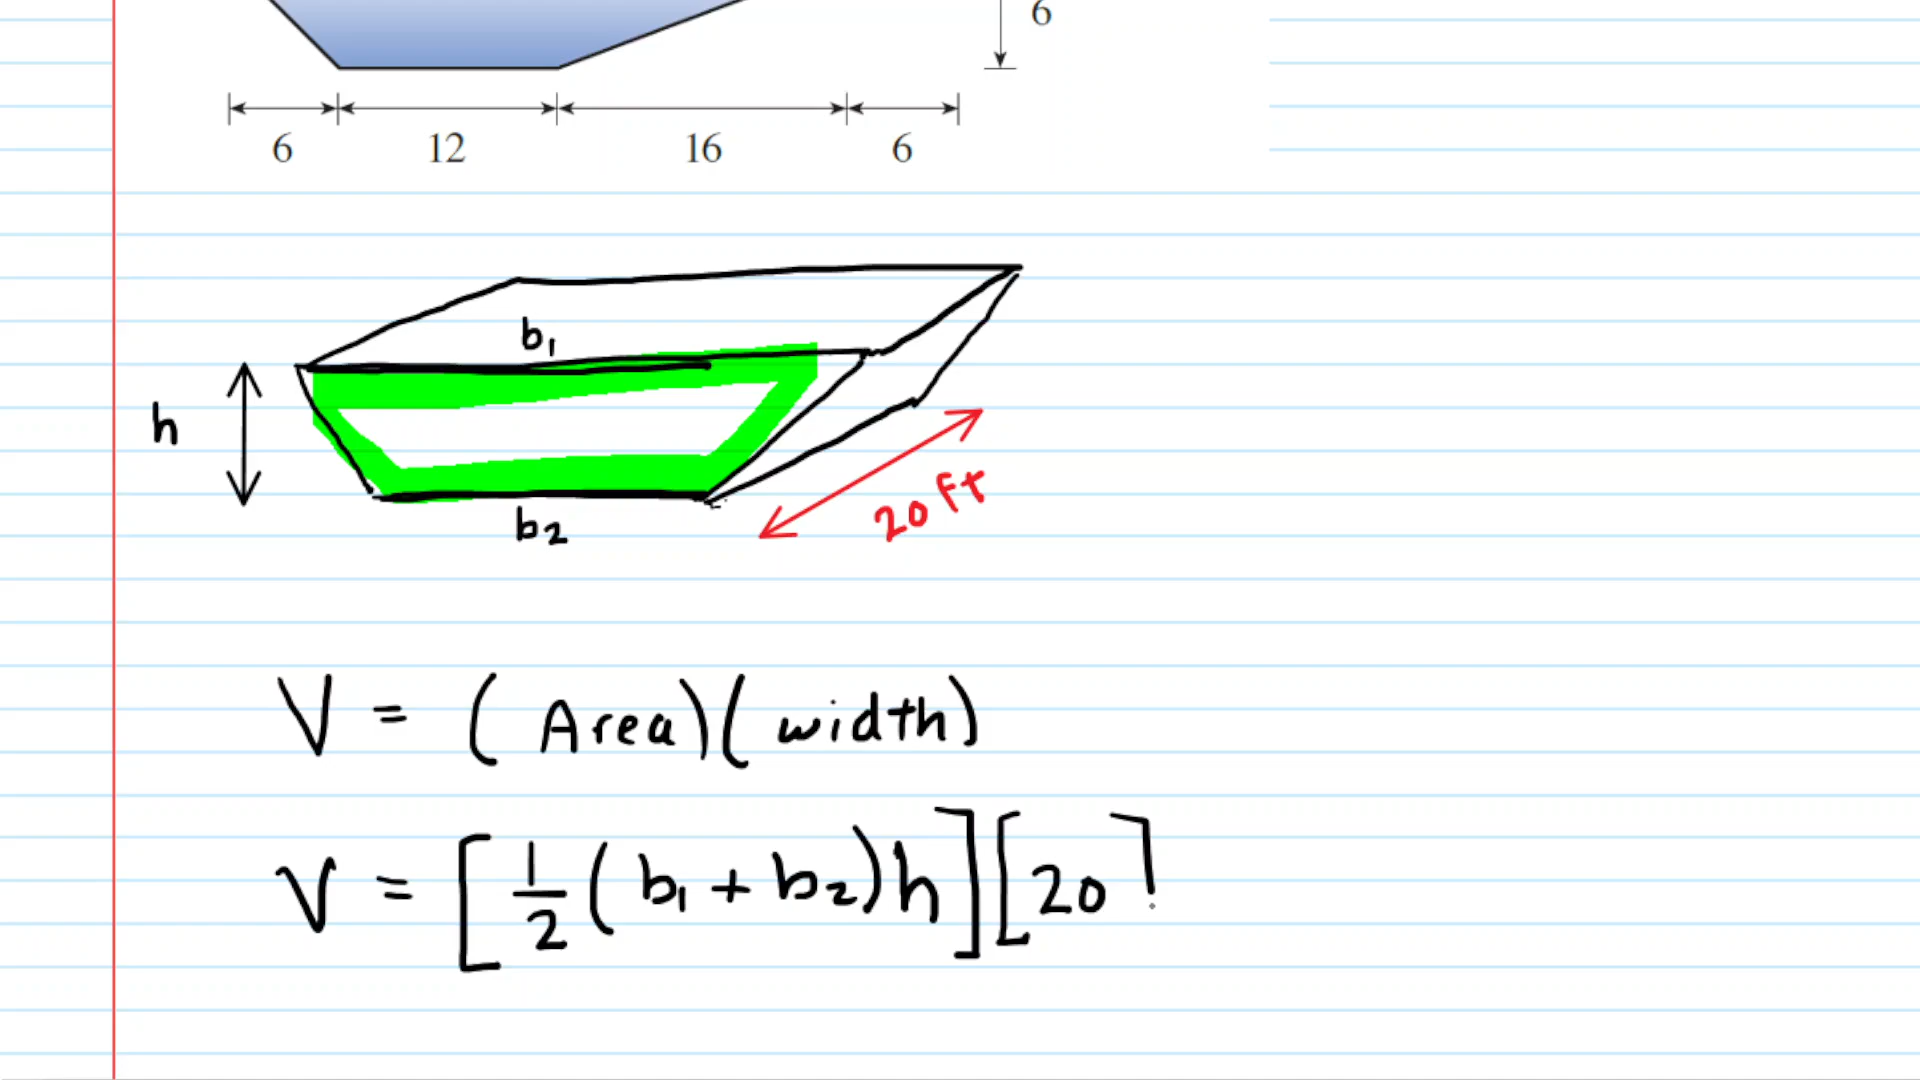 6
6 12 16 6
b₁
h
b₂
20 ft
V = (Area)(width)
V = [1/2(b₁ + b₂)h][20]